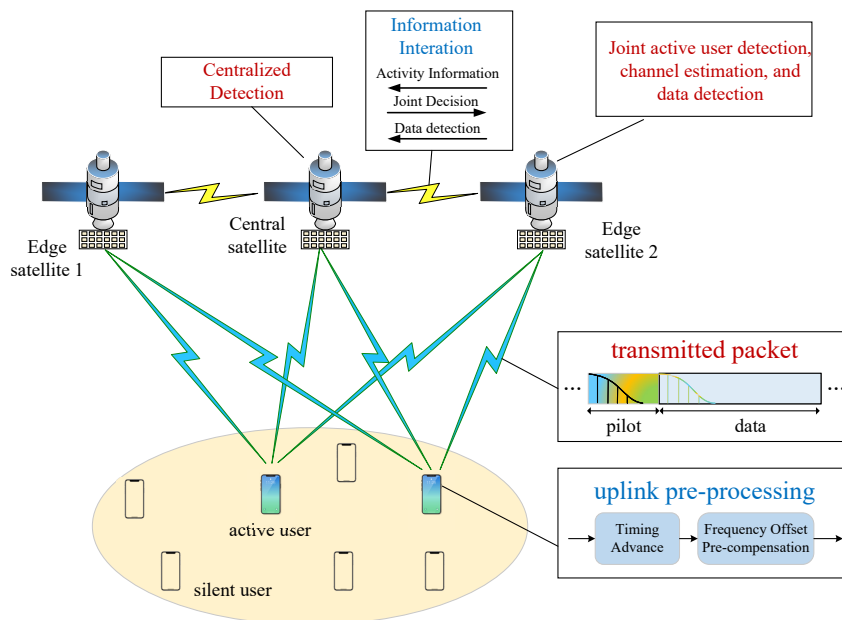 Information
Interation
Activity Information
Joint Decision
Data detection
Centralized
Detection
Joint active user detection,
channel estimation, and
data detection
Edge
satellite 1
Central
satellite
Edge
satellite 2
transmitted packet
...
...
pilot
data
uplink pre-processing
Timing
Advance
Frequency Offset
Pre-compensation
active user
silent user